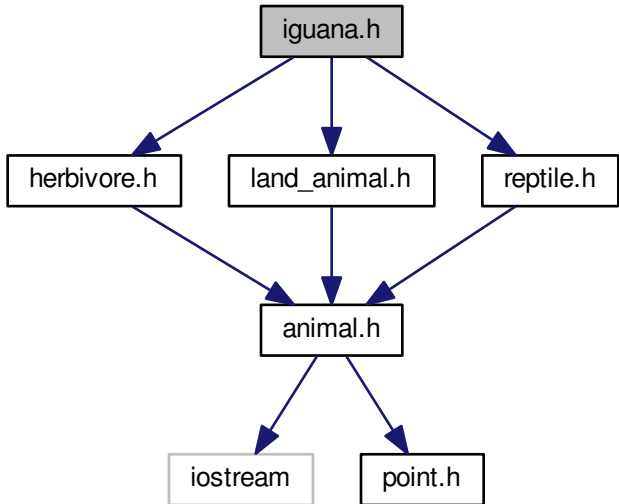 iguana.h
herbivore.h
land_animal.h
reptile.h
animal.h
iostream
point.h